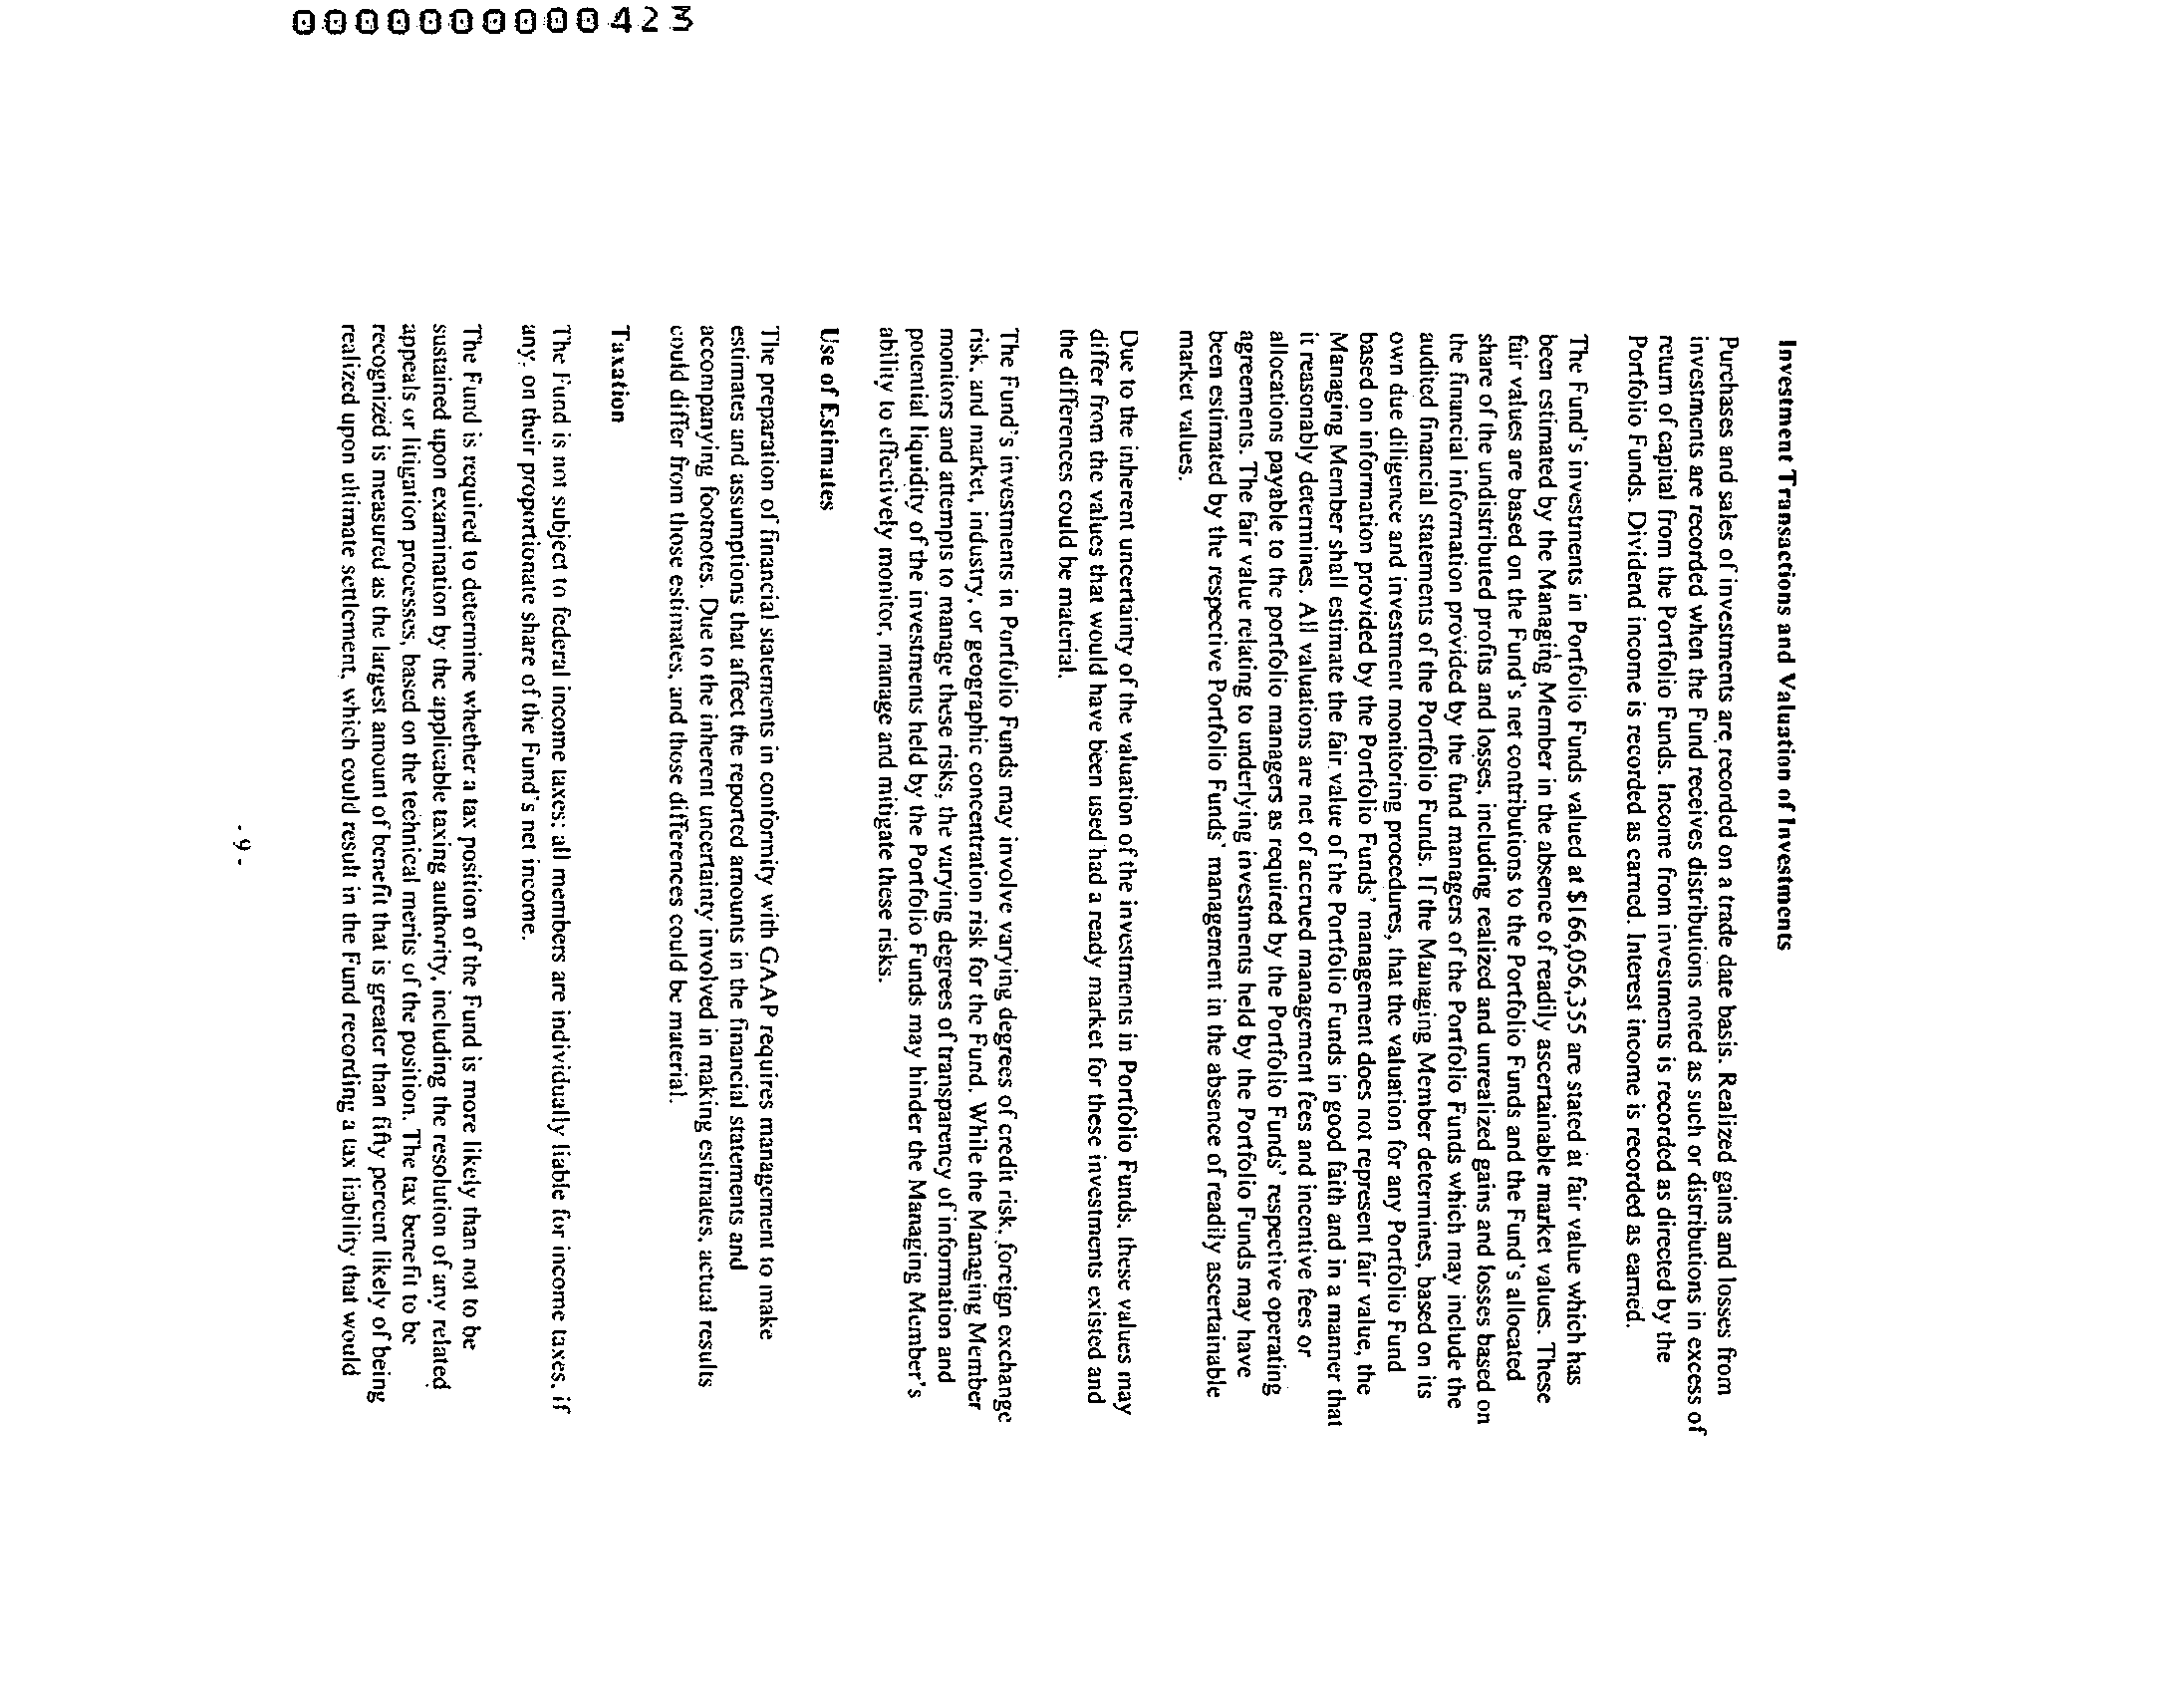 0000000000423
Investment Transactions and Valuation of Investments
Purchases and sales of investments are recorded on a trade date basis. Realized gains and losses from
investments are recorded when the Fund receives distributions noted as such or distributions in excess of
return of capital from the Portfolio Funds. Income from investments is recorded as directed by the
Portfolio Funds. Dividend income is recorded as earned. Interest income is recorded as earned.
The Fund's investments in Portfolio Funds valued at $166,056,355 are stated at fair value which has
been estimated by the Managing Member in the absence of readily ascertainable market values. These
fair values are based on the Fund's net contributions to the Portfolio Funds and the Fund's allocated
share of the undistributed profits and losses, including realized and unrealized gains and losses based on
the financial information provided by the fund managers of the Portfolio Funds which may include the
audited financial statements of the Portfolio Funds. If the Managing Member determines, based on its
own due diligence and investment monitoring procedures, that the valuation for any Portfolio Fund
based on information provided by the Portfolio Funds' management does not represent fair value, the
Managing Member shall estimate the fair value of the Portfolio Funds in good faith and in a manner that
it reasonably determines. All valuations are net of accrued management fees and incentive fees or
allocations payable to the portfolio managers as required by the Portfolio Funds' respective operating
agreements. The fair value relating to underlying investments held by the Portfolio Funds may have
been estimated by the respective Portfolio Funds' management in the absence of readily ascertainable
market values.
Due to the inherent uncertainty of the valuation of the investments in Portfolio Funds, these values may
differ from the values that would have been used had a ready market for these investments existed and
the differences could be material.
The Fund's investments in Portfolio Funds may involve varying degrees of credit risk, foreign exchange
risk, and market, industry, or geographic concentration risk for the Fund. While the Managing Member
monitors and attempts to manage these risks, the varying degrees of transparency of information and
potential liquidity of the investments held by the Portfolio Funds may hinder the Managing Member's
ability to effectively monitor, manage and mitigate these risks.
Use of Estimates
The preparation of financial statements in conformity with GAAP requires management to make
estimates and assumptions that affect the reported amounts in the financial statements and
accompanying footnotes. Due to the inherent uncertainty involved in making estimates, actual results
could differ from those estimates, and those differences could be material.
Taxation
The Fund is not subject to federal income taxes; all members are individually liable for income taxes, if
any, on their proportionate share of the Fund's net income.
The Fund is required to determine whether a tax position of the Fund is more likely than not to be
sustained upon examination by the applicable taxing authority, including the resolution of any related
appeals or litigation processes, based on the technical merits of the position. The tax benefit to be
recognized is measured as the largest amount of benefit that is greater than fifty percent likely of being
realized upon ultimate settlement, which could result in the Fund recording a tax liability that would
- 9 -